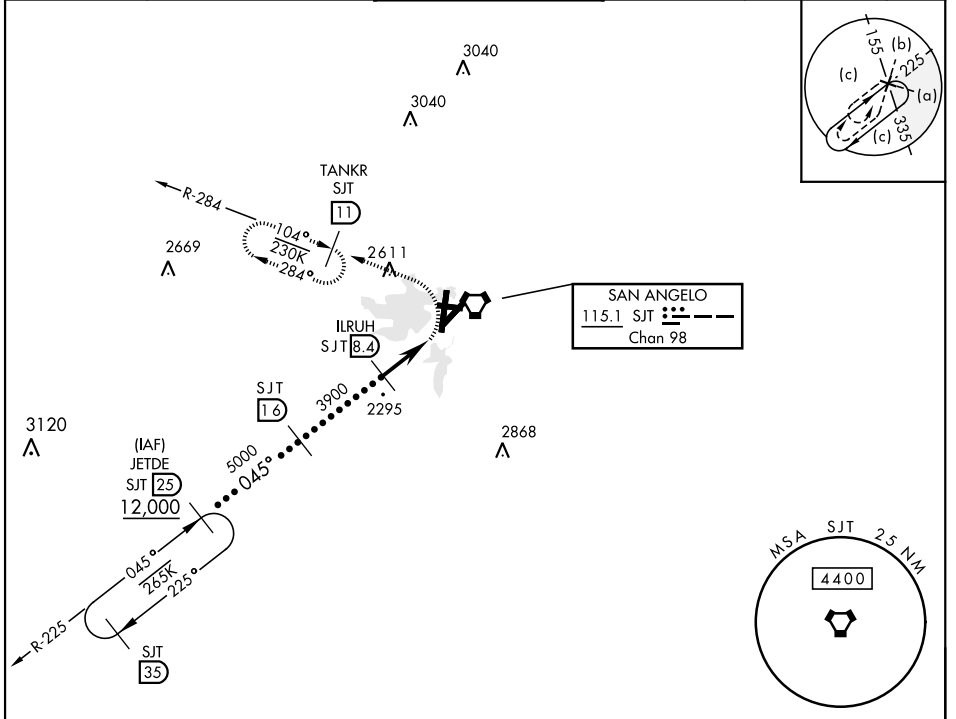 3040
3040
155
(b)
225
(c)
(a)
(c)
335
TANKR
SJT
11
R-284
104°
230K
284°
2669
2611
SAN ANGELO
115.1 SJT
Chan 98
ILRUH
SJT 8.4
SJT
16
3900
2295
3120
2868
(IAF)
JETDE
SJT 25
12,000
5000
045°
045°
265K
225°
R-225
SJT
35
MSA SJT 25 NM
4400